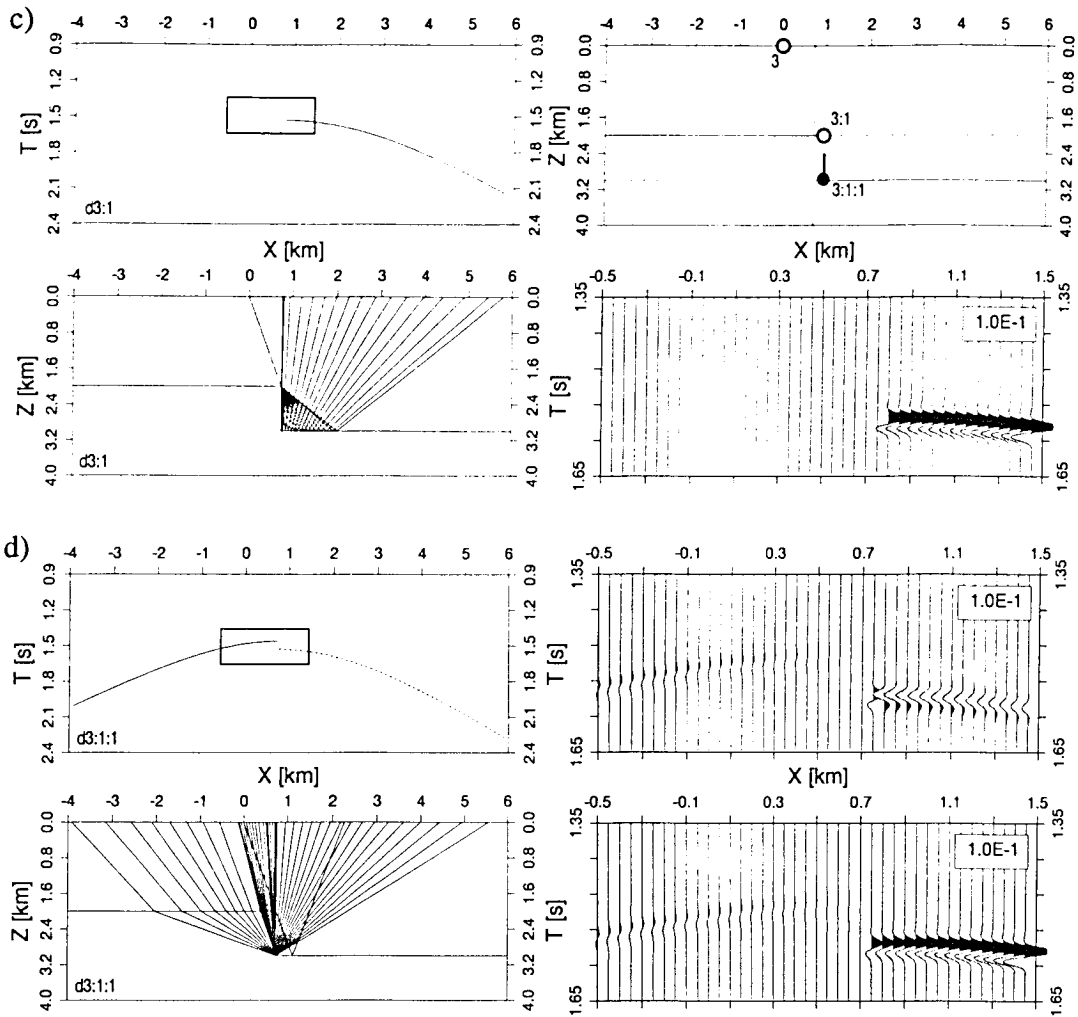 c)
-4 -3 -2 -1 0 1 2 3 4 5 6
0.9 1.2 1.5 1.8 2.1 2.4
T [s]
0.9 1.2 1.5 1.8 2.1 2.4
d3:1
-4 -3 -2 -1 0 1 2 3 4 5 6
0.0 0.8 1.6 2.4 3.2 4.0
Z [km]
0.0 0.8 1.6 2.4 3.2 4.0
3
3:1
3:1:1
X [km]
-4 -3 -2 -1 0 1 2 3 4 5 6
0.0 0.8 1.6 2.4 3.2 4.0
Z [km]
0.0 0.8 1.6 2.4 3.2 4.0
d3:1
X [km]
-0.5 -0.1 0.3 0.7 1.1 1.5
1.35 1.65
T [s]
1.35 1.65
1.0E-1
d)
-4 -3 -2 -1 0 1 2 3 4 5 6
0.9 1.2 1.5 1.8 2.1 2.4
T [s]
0.9 1.2 1.5 1.8 2.1 2.4
d3:1:1
-0.5 -0.1 0.3 0.7 1.1 1.5
1.35 1.65
T [s]
1.35 1.65
1.0E-1
X [km]
-4 -3 -2 -1 0 1 2 3 4 5 6
0.0 0.8 1.6 2.4 3.2 4.0
Z [km]
0.0 0.8 1.6 2.4 3.2 4.0
d3:1:1
X [km]
-0.5 -0.1 0.3 0.7 1.1 1.5
1.35 1.65
T [s]
1.35 1.65
1.0E-1